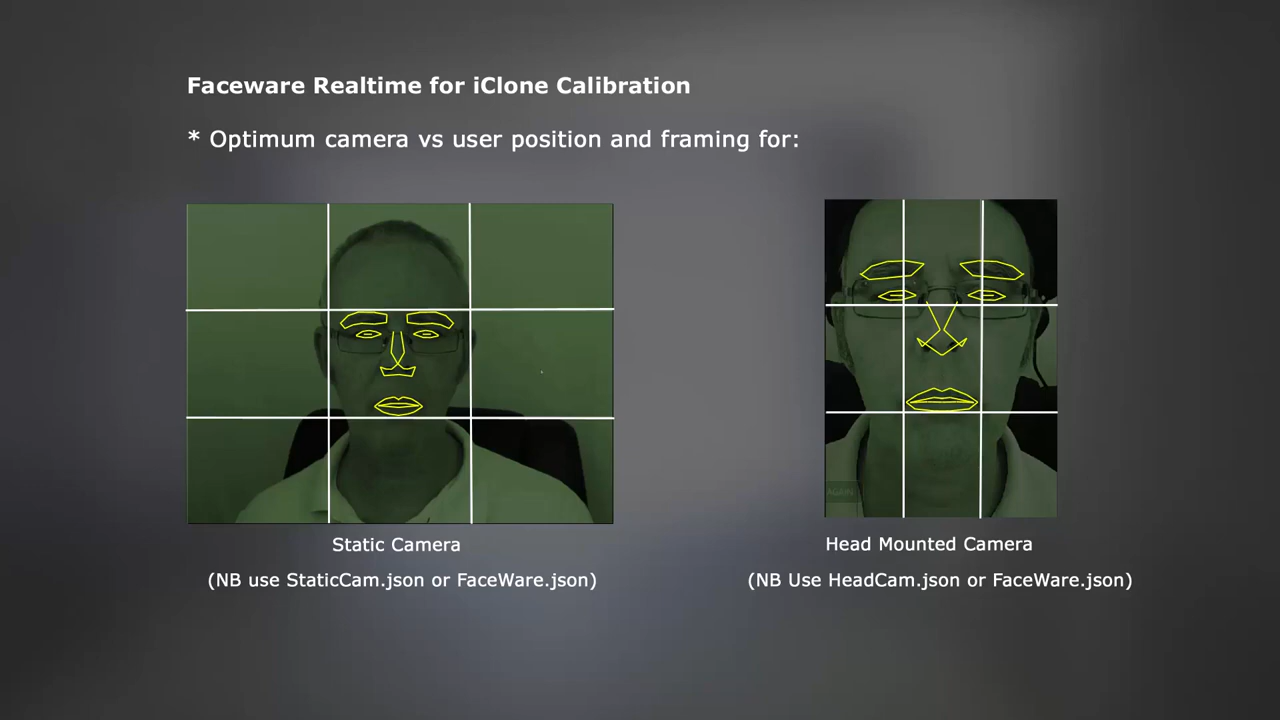 Faceware Realtime for iClone Calibration
* Optimum camera vs user position and framing for:
AGAIN
Static Camera
Head Mounted Camera
(NB use StaticCam.json or FaceWare.json)
(NB Use HeadCam.json or FaceWare.json)